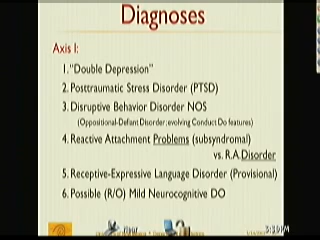 Diagnoses
Axis I:
1. "Double Depression"
2. Posttraumatic Stress Disorder (PTSD)
3. Disruptive Behavior Disorder NOS
(Oppositional-Defiant Disorder; evolving Conduct Do features)
4. Reactive Attachment Problems (subsyndromal)
vs. R.A. Disorder
5. Receptive-Expressive Language Disorder (Provisional)
6. Possible (R/O) Mild Neurocognitive DO